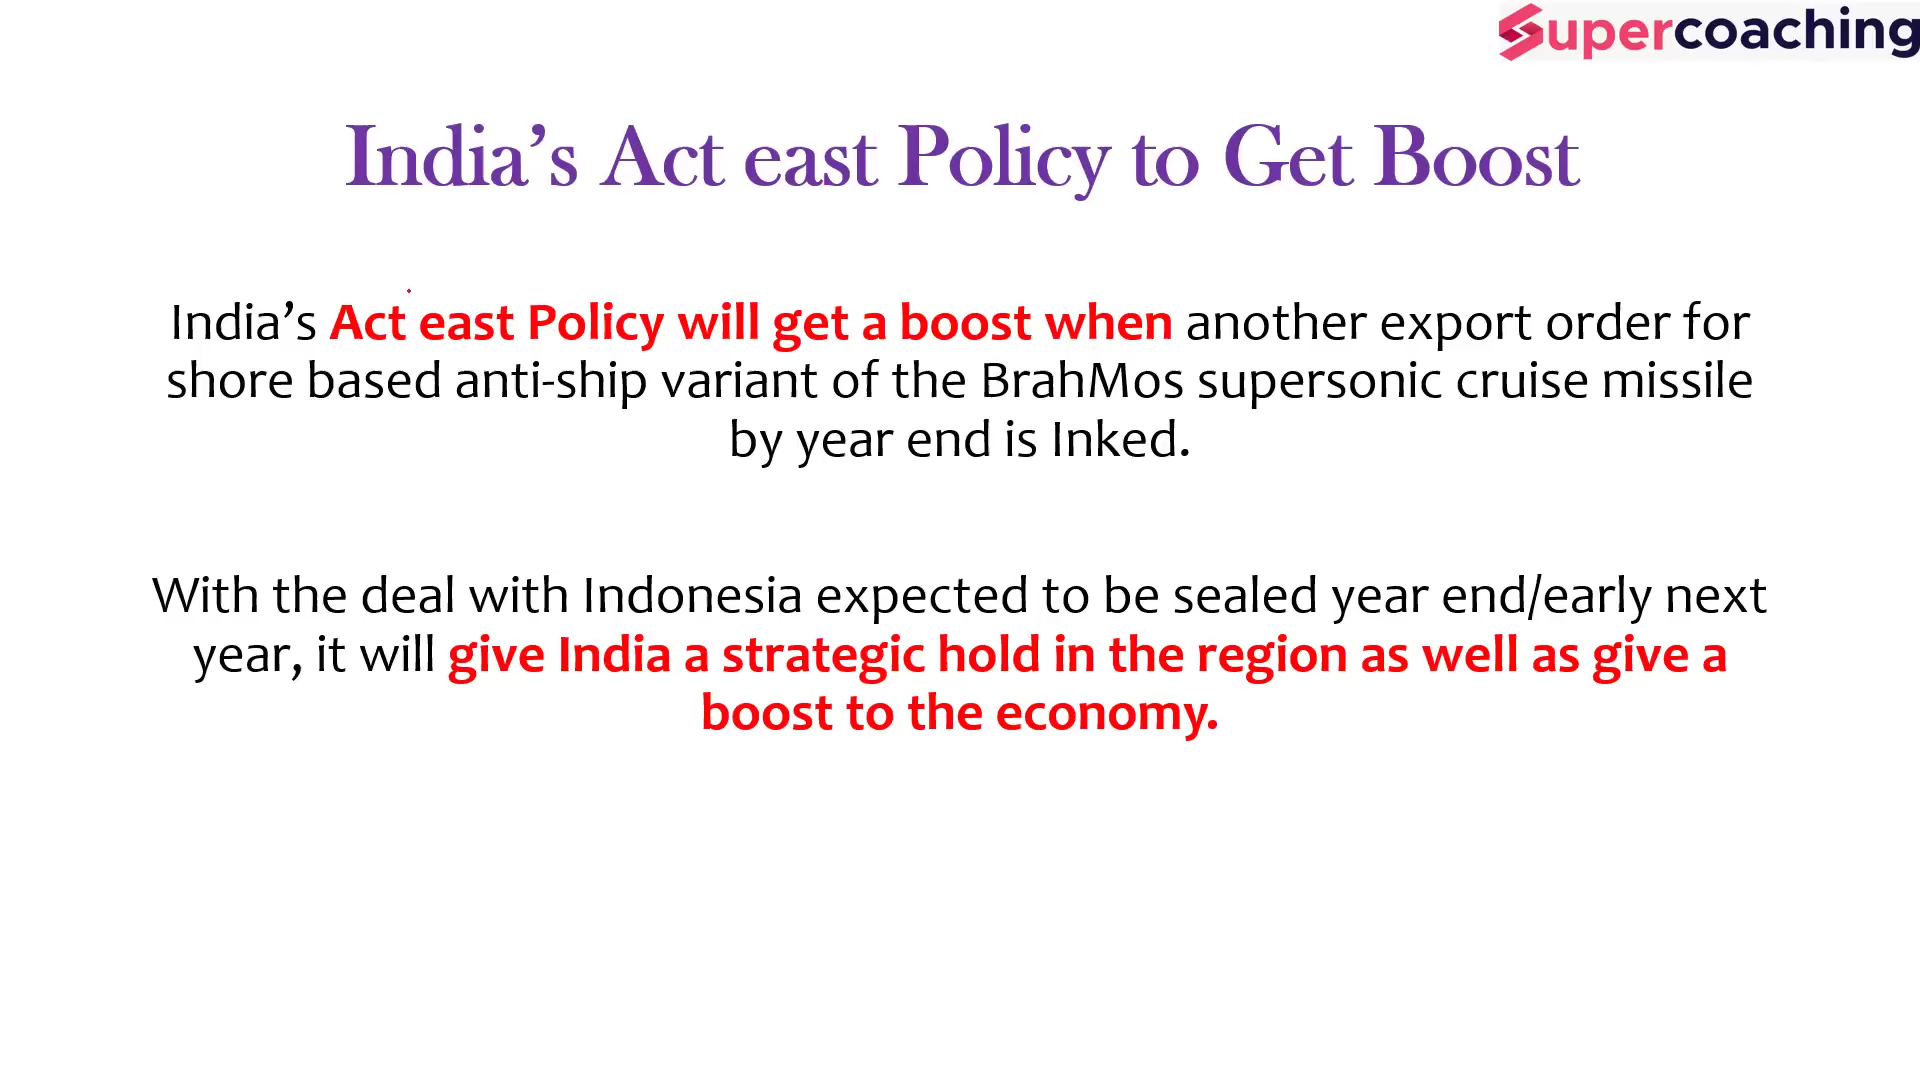 Supercoaching
India’s Act east Policy to Get Boost
India’s Act east Policy will get a boost when another export order for
shore based anti-ship variant of the BrahMos supersonic cruise missile
by year end is Inked.
With the deal with Indonesia expected to be sealed year end/early next
year, it will give India a strategic hold in the region as well as give a
boost to the economy.